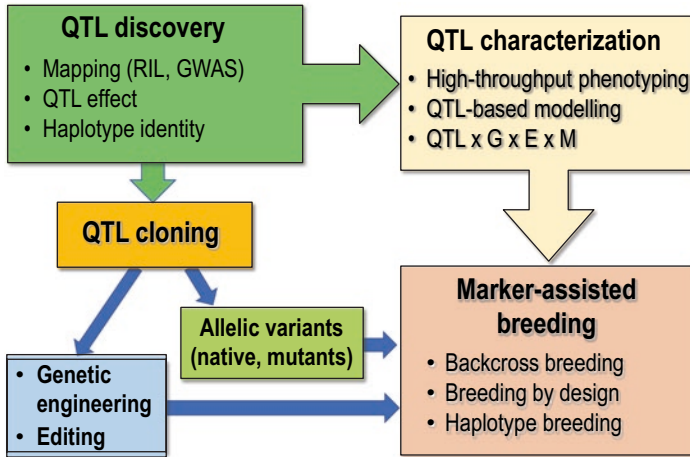 QTL discovery
• Mapping (RIL, GWAS)
• QTL effect
• Haplotype identity
QTL characterization
• High-throughput phenotyping
• QTL-based modelling
• QTL x G x E x M
QTL cloning
Allelic variants
(native, mutants)
• Genetic
engineering
• Editing
Marker-assisted
breeding
• Backcross breeding
• Breeding by design
• Haplotype breeding